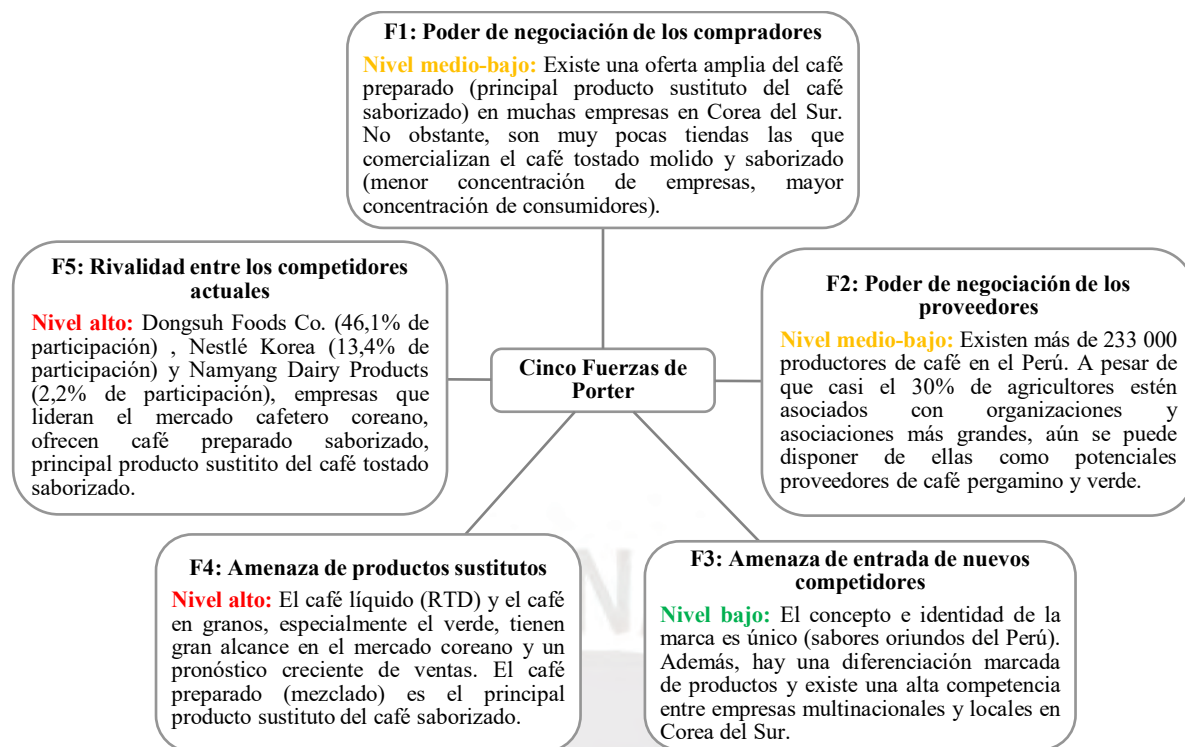 F1: Poder de negociación de los compradores
Nivel medio-bajo: Existe una oferta amplia del café
preparado (principal producto sustituto del café
saborizado) en muchas empresas en Corea del Sur.
No obstante, son muy pocas tiendas las que
comercializan el café tostado molido y saborizado
(menor concentración de empresas, mayor
concentración de consumidores).
F5: Rivalidad entre los competidores
actuales
Nivel alto: Dongsuh Foods Co. (46,1% de
participación) , Nestlé Korea (13,4% de
participación) y Namyang Dairy Products
(2,2% de participación), empresas que
lideran el mercado cafetero coreano,
ofrecen café preparado saborizado,
principal producto sustitito del café tostado
saborizado.
Cinco Fuerzas de
Porter
F2: Poder de negociación de los
proveedores
Nivel medio-bajo: Existen más de 233 000
productores de café en el Perú. A pesar de
que casi el 30% de agricultores estén
asociados con organizaciones y
asociaciones más grandes, aún se puede
disponer de ellas como potenciales
proveedores de café pergamino y verde.
F4: Amenaza de productos sustitutos
Nivel alto: El café líquido (RTD) y el café
en granos, especialmente el verde, tienen
gran alcance en el mercado coreano y un
pronóstico creciente de ventas. El café
preparado (mezclado) es el principal
producto sustituto del café saborizado.
F3: Amenaza de entrada de nuevos
competidores
Nivel bajo: El concepto e identidad de la
marca es único (sabores oriundos del Perú).
Además, hay una diferenciación marcada
de productos y existe una alta competencia
entre empresas multinacionales y locales en
Corea del Sur.